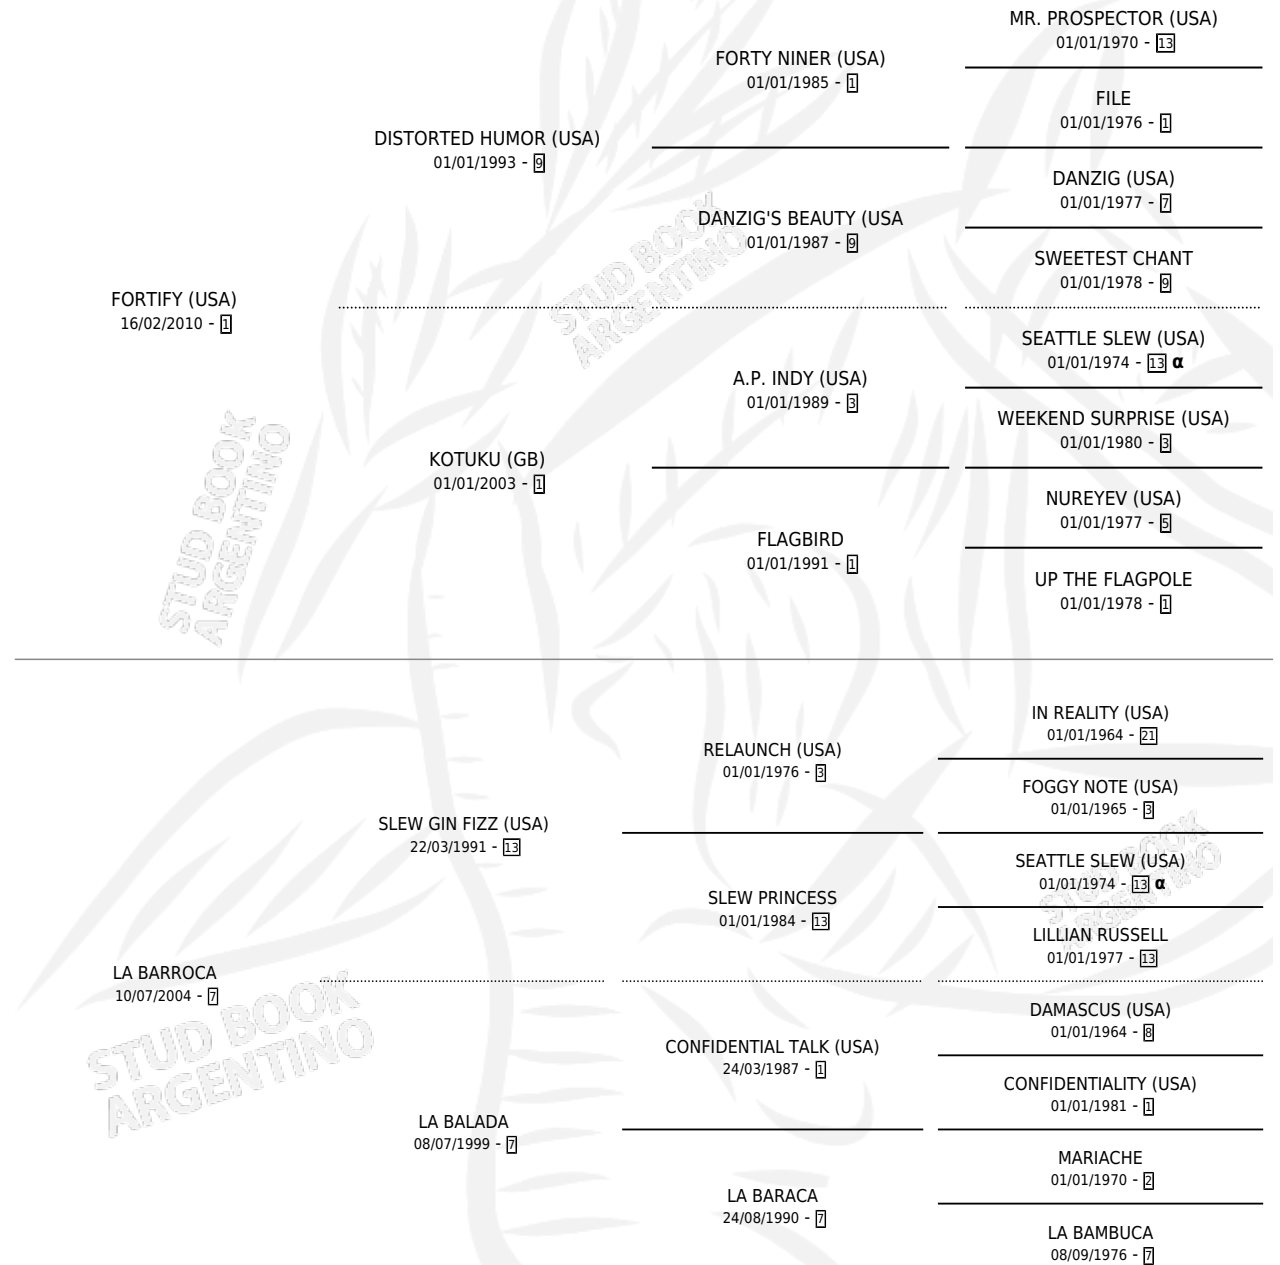 MR. PROSPECTOR (USA)
01/01/1970 - 13
FORTY NINER (USA)
01/01/1985 - 1
FILE
01/01/1976 - 1
DISTORTED HUMOR (USA)
01/01/1993 - 9
DANZIG (USA)
01/01/1977 - 7
DANZIG'S BEAUTY (USA
01/01/1987 - 9
SWEETEST CHANT
01/01/1978 - 9
FORTIFY (USA)
16/02/2010 - 1
SEATTLE SLEW (USA)
01/01/1974 - 13 α
A.P. INDY (USA)
01/01/1989 - 3
WEEKEND SURPRISE (USA)
01/01/1980 - 3
KOTUKU (GB)
01/01/2003 - 1
NUREYEV (USA)
01/01/1977 - 5
FLAGBIRD
01/01/1991 - 1
UP THE FLAGPOLE
01/01/1978 - 1
IN REALITY (USA)
01/01/1964 - 21
RELAUNCH (USA)
01/01/1976 - 3
FOGGY NOTE (USA)
01/01/1965 - 3
SLEW GIN FIZZ (USA)
22/03/1991 - 13
SEATTLE SLEW (USA)
01/01/1974 - 13 α
SLEW PRINCESS
01/01/1984 - 13
LILLIAN RUSSELL
01/01/1977 - 13
LA BARROCA
10/07/2004 - 7
DAMASCUS (USA)
01/01/1964 - 8
CONFIDENTIAL TALK (USA)
24/03/1987 - 1
CONFIDENTIALITY (USA)
01/01/1981 - 1
LA BALADA
08/07/1999 - 7
MARIACHE
01/01/1970 - 2
LA BARACA
24/08/1990 - 7
LA BAMBUCA
08/09/1976 - 7
STUD BOOK
ARGENTINO
STUD BOOK
ARGENTINO
STUD BOOK
ARGENTINO
STUD BOOK
ARGENTINO